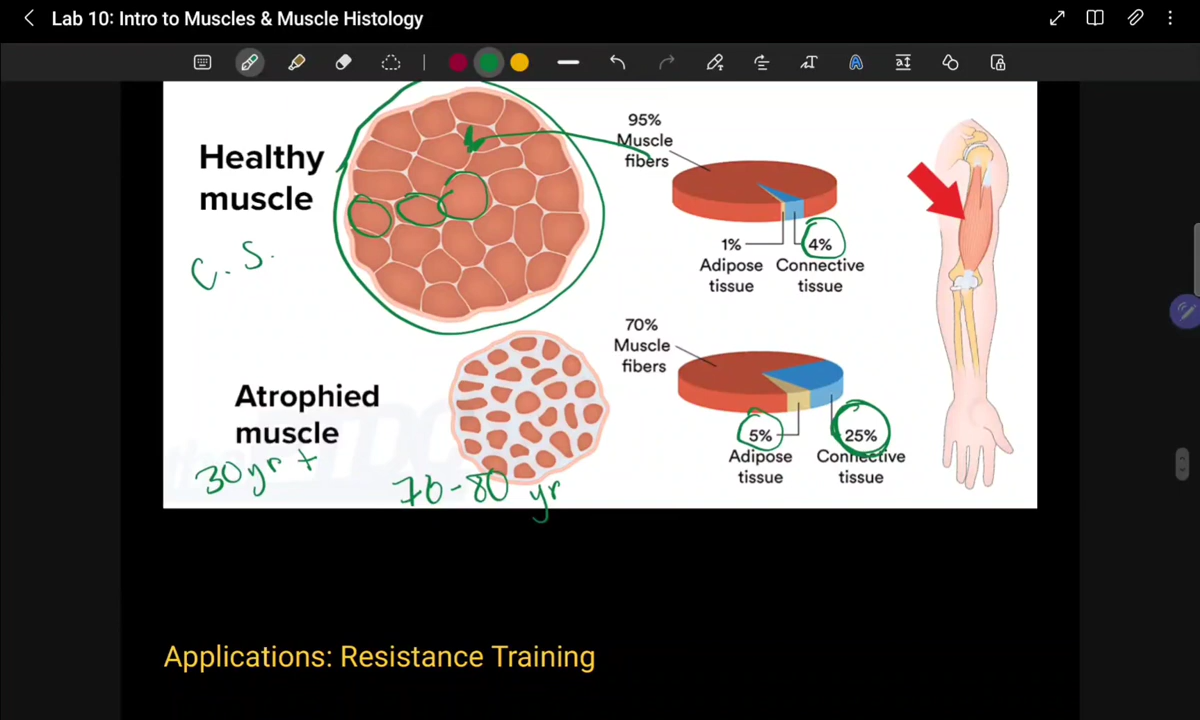 Lab 10: Intro to Muscles & Muscle Histology
Healthy
muscle
C. S.
95%
Muscle
fibers
1%
Adipose
tissue
4%
Connective
tissue
Atrophied
muscle
30yr +
70-80 yr
70%
Muscle
fibers
5%
Adipose
tissue
25%
Connective
tissue
Applications: Resistance Training